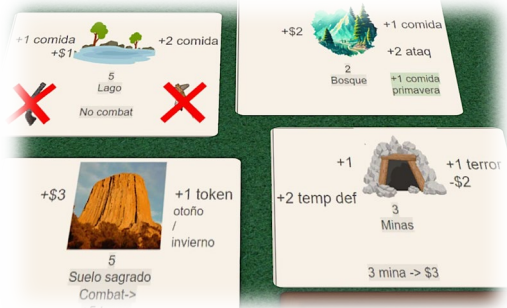 +1 comida
+$1
+2 comida
5
Lago
No combat
+$2
+1 comida
+2 ataq
2
Bosque
+1 comida
primavera
+$3
+1 token
otoño
/
invierno
5
Suelo sagrado
Combat->
+1
+2 temp def
+1 terror
-$2
3
Minas
3 mina -> $3